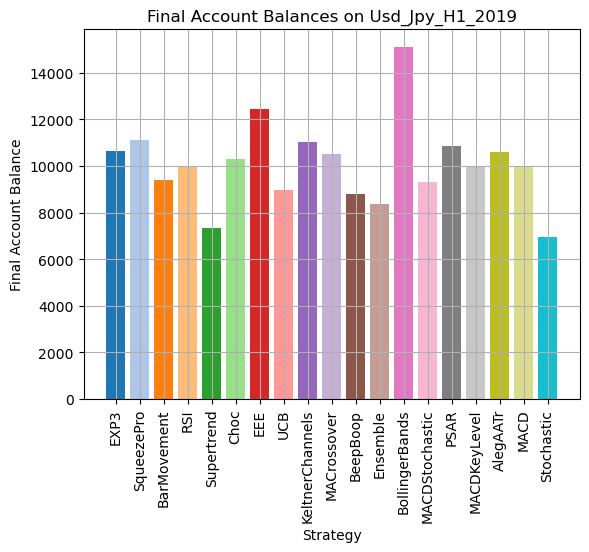 Final Account Balances on Usd_Jpy_H1_2019
Final Account Balance
14000
12000
10000
8000
6000
4000
2000
0
EXP3
SqueezePro
BarMovement
RSI
Supertrend
Choc
EEE
UCB
KeltnerChannels
MACrossover
BeepBoop
Ensemble
BollingerBands
MACDStochastic
PSAR
MACDKeyLevel
AlegAATr
MACD
Stochastic
Strategy